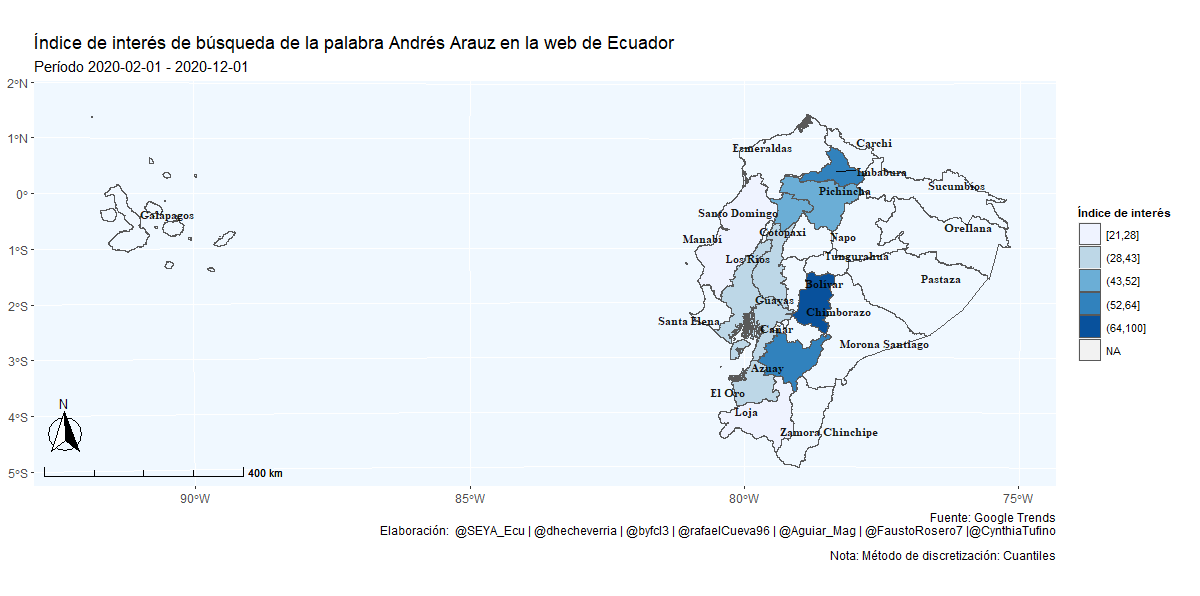 Índice de interés de búsqueda de la palabra Andrés Arauz en la web de Ecuador
Período 2020-02-01 - 2020-12-01
2°N
1°N
0°
1°S
2°S
3°S
4°S
5°S
90°W
85°W
80°W
75°W
Esmeraldas
Carchi
Imbabura
Pichincha
Sucumbíos
Galápagos
Santo Domingo
Orellana
Manabí
Cotopaxi
Napo
Los Ríos
Tungurahua
Pastaza
Bolívar
Guayas
Chimborazo
Santa Elena
Cañar
Morona Santiago
Azuay
El Oro
Loja
Zamora Chinchipe
N
400 km
Índice de interés
[21,28]
(28,43]
(43,52]
(52,64]
(64,100]
NA
Fuente: Google Trends
Elaboración: @SEYA_Ecu | @dhecheverria | @byfcl3 | @rafaelCueva96 | @Aguiar_Mag | @FaustoRosero7 |@CynthiaTufino
Nota: Método de discretización: Cuantiles